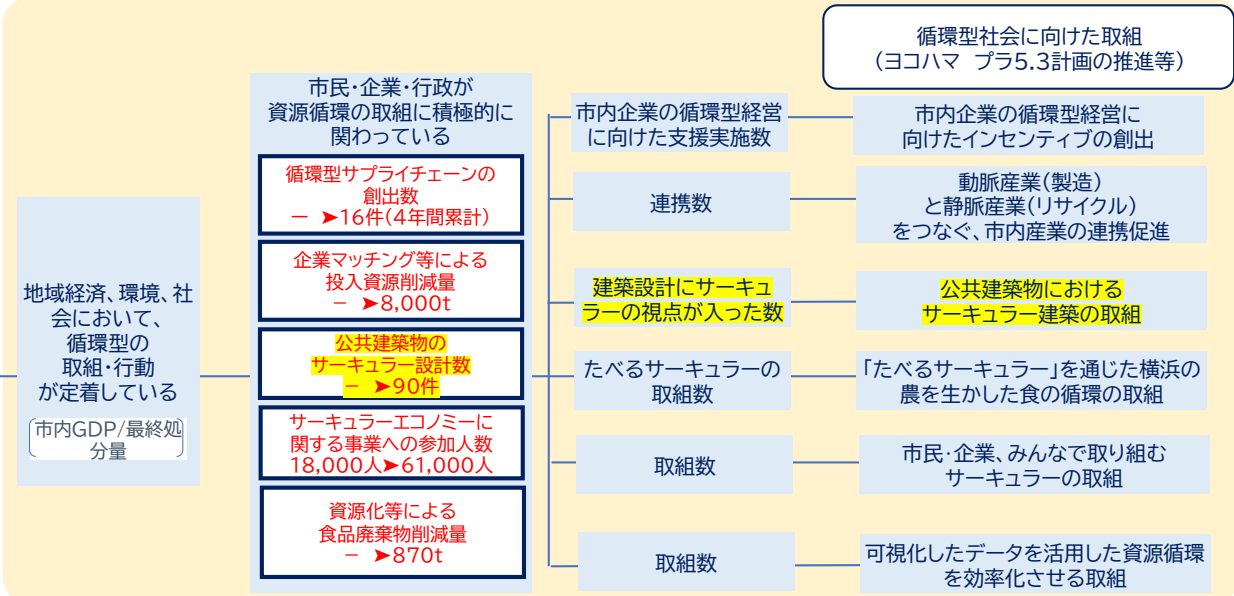 循環型社会に向けた取組
(ヨコハマ プラ5.3計画の推進等)
地域経済、環境、社
会において、
循環型の
取組・行動
が定着している
市内GDP/最終処
分量
市民・企業・行政が
資源循環の取組に積極的に
関わっている
循環型サプライチェーンの
創出数
－ ➤16件(4年間累計)
企業マッチング等による
投入資源削減量
－ ➤8,000t
公共建築物の
サーキュラー設計数
－ ➤90件
サーキュラーエコノミーに
関する事業への参加人数
18,000人➤61,000人
資源化等による
食品廃棄物削減量
－ ➤870t
市内企業の循環型経営
に向けた支援実施数
市内企業の循環型経営に
向けたインセンティブの創出
連携数
動脈産業(製造)
と静脈産業(リサイクル)
をつなぐ、市内産業の連携促進
建築設計にサーキュ
ラーの視点が入った数
公共建築物における
サーキュラー建築の取組
たべるサーキュラーの
取組数
「たべるサーキュラー」を通じた横浜の
農を生かした食の循環の取組
取組数
市民・企業、みんなで取り組む
サーキュラーの取組
取組数
可視化したデータを活用した資源循環
を効率化させる取組